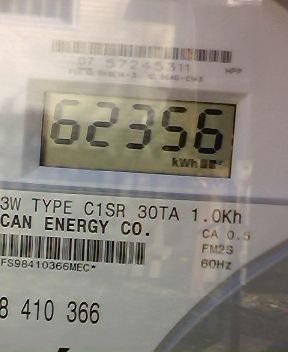 07 57245311
MPP
62356
kWh
3W TYPE C1SR 30TA 1.0Kh
CAN ENERGY CO.
CA 0.5
FM2S
FS98410366MEC*
60Hz
8 410 366